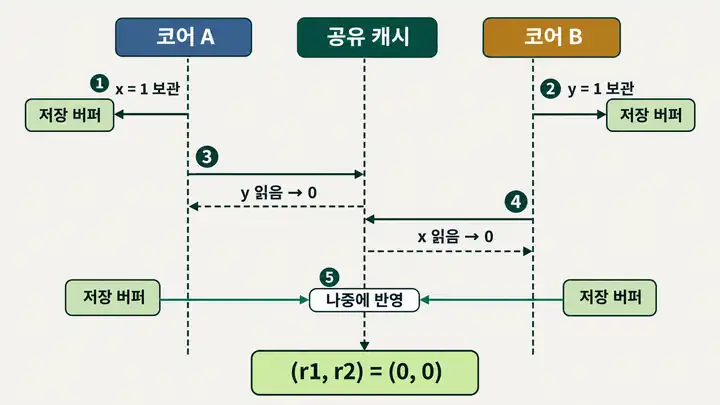 코어 A
공유 캐시
코어 B
1 x = 1 보관
저장 버퍼
2 y = 1 보관
저장 버퍼
3
y 읽음 → 0
4
x 읽음 → 0
5
저장 버퍼
나중에 반영
저장 버퍼
(r1, r2) = (0, 0)